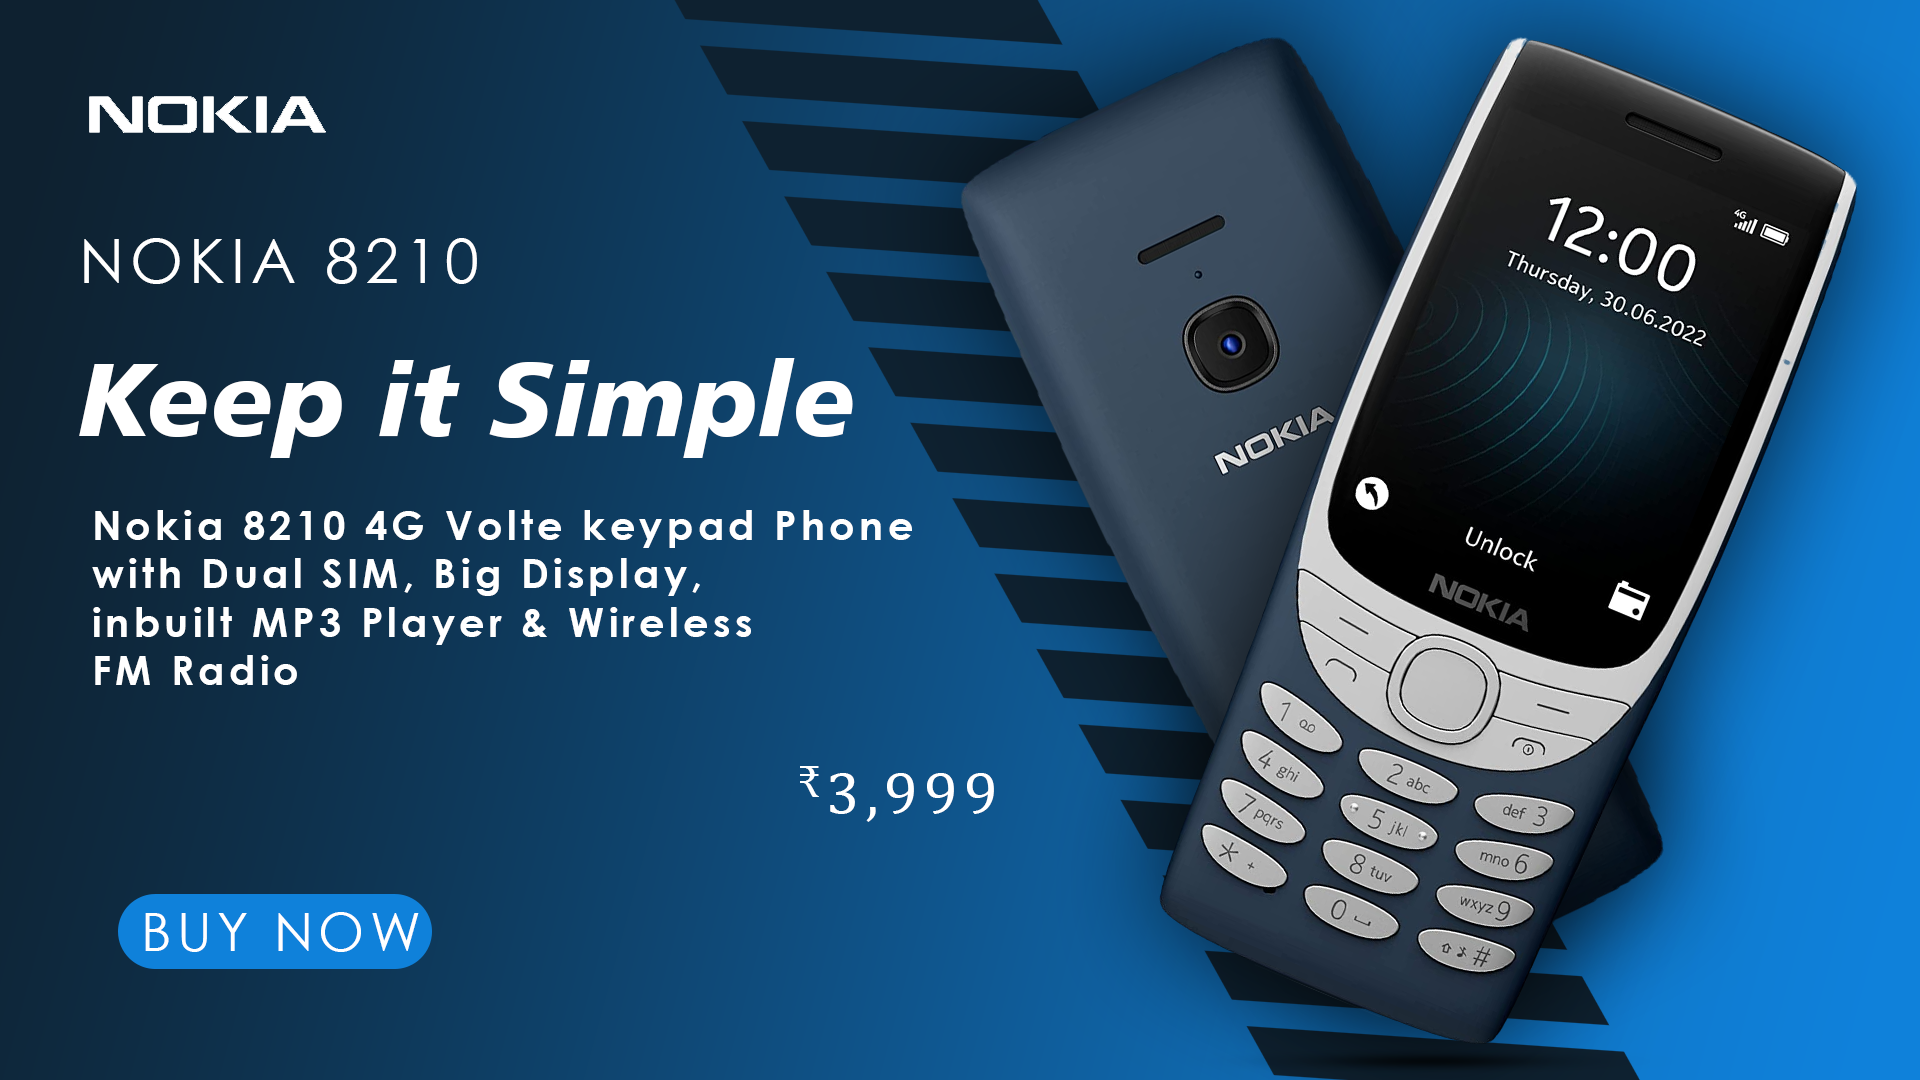 NOKIA
NOKIA 8210
Keep it Simple
Nokia 8210 4G Volte keypad Phone
with Dual SIM, Big Display,
inbuilt MP3 Player & Wireless
FM Radio
₹3,999
BUY NOW
NOKIA
4G
12:00
Thursday, 30.06.2022
Unlock
NOKIA
1
2 abc
def 3
4 ghi
5 jkl
mno 6
7 pqrs
8 tuv
wxyz 9
* +
0
#